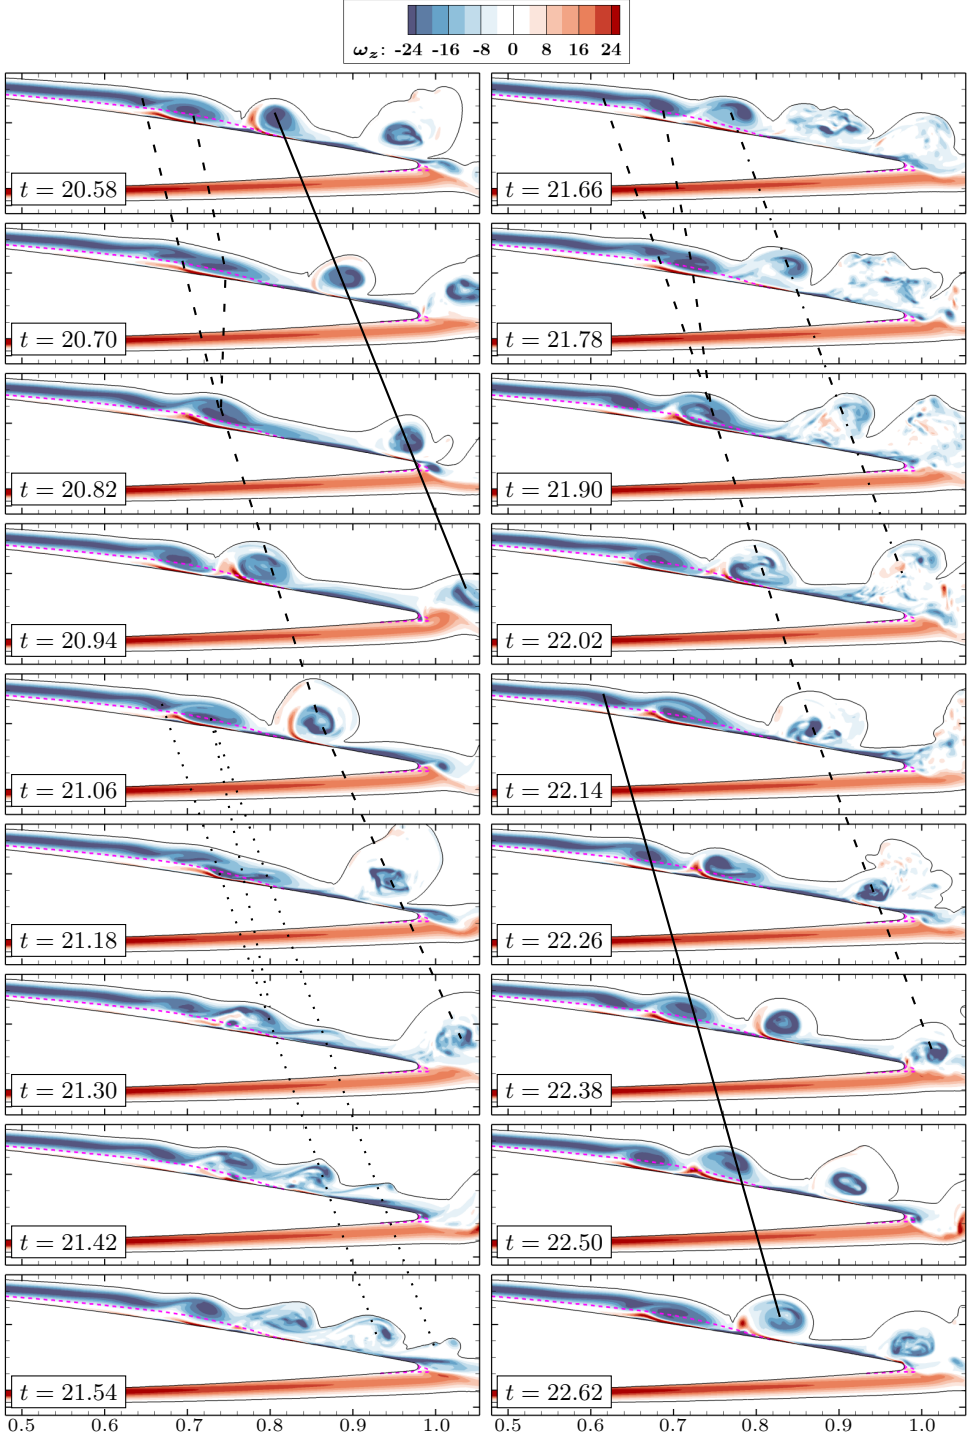 ωz: -24 -16 -8 0 8 16 24
t = 20.58
t = 20.70
t = 20.82
t = 20.94
t = 21.06
t = 21.18
t = 21.30
t = 21.42
t = 21.54
0.5 0.6 0.7 0.8 0.9 1.0
t = 21.66
t = 21.78
t = 21.90
t = 22.02
t = 22.14
t = 22.26
t = 22.38
t = 22.50
t = 22.62
0.5 0.6 0.7 0.8 0.9 1.0